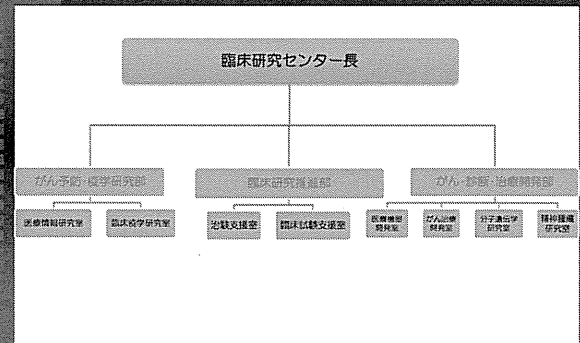 臨床研究センター長
がん予防・疫学研究部
臨床研究推進部
がん・診断・治療開発部
医療情報研究室
臨床疫学研究室
治験支援室
臨床試験支援室
医療機器
開発室
がん治療
開発室
分子遺伝学
研究室
精神腫瘍
研究室